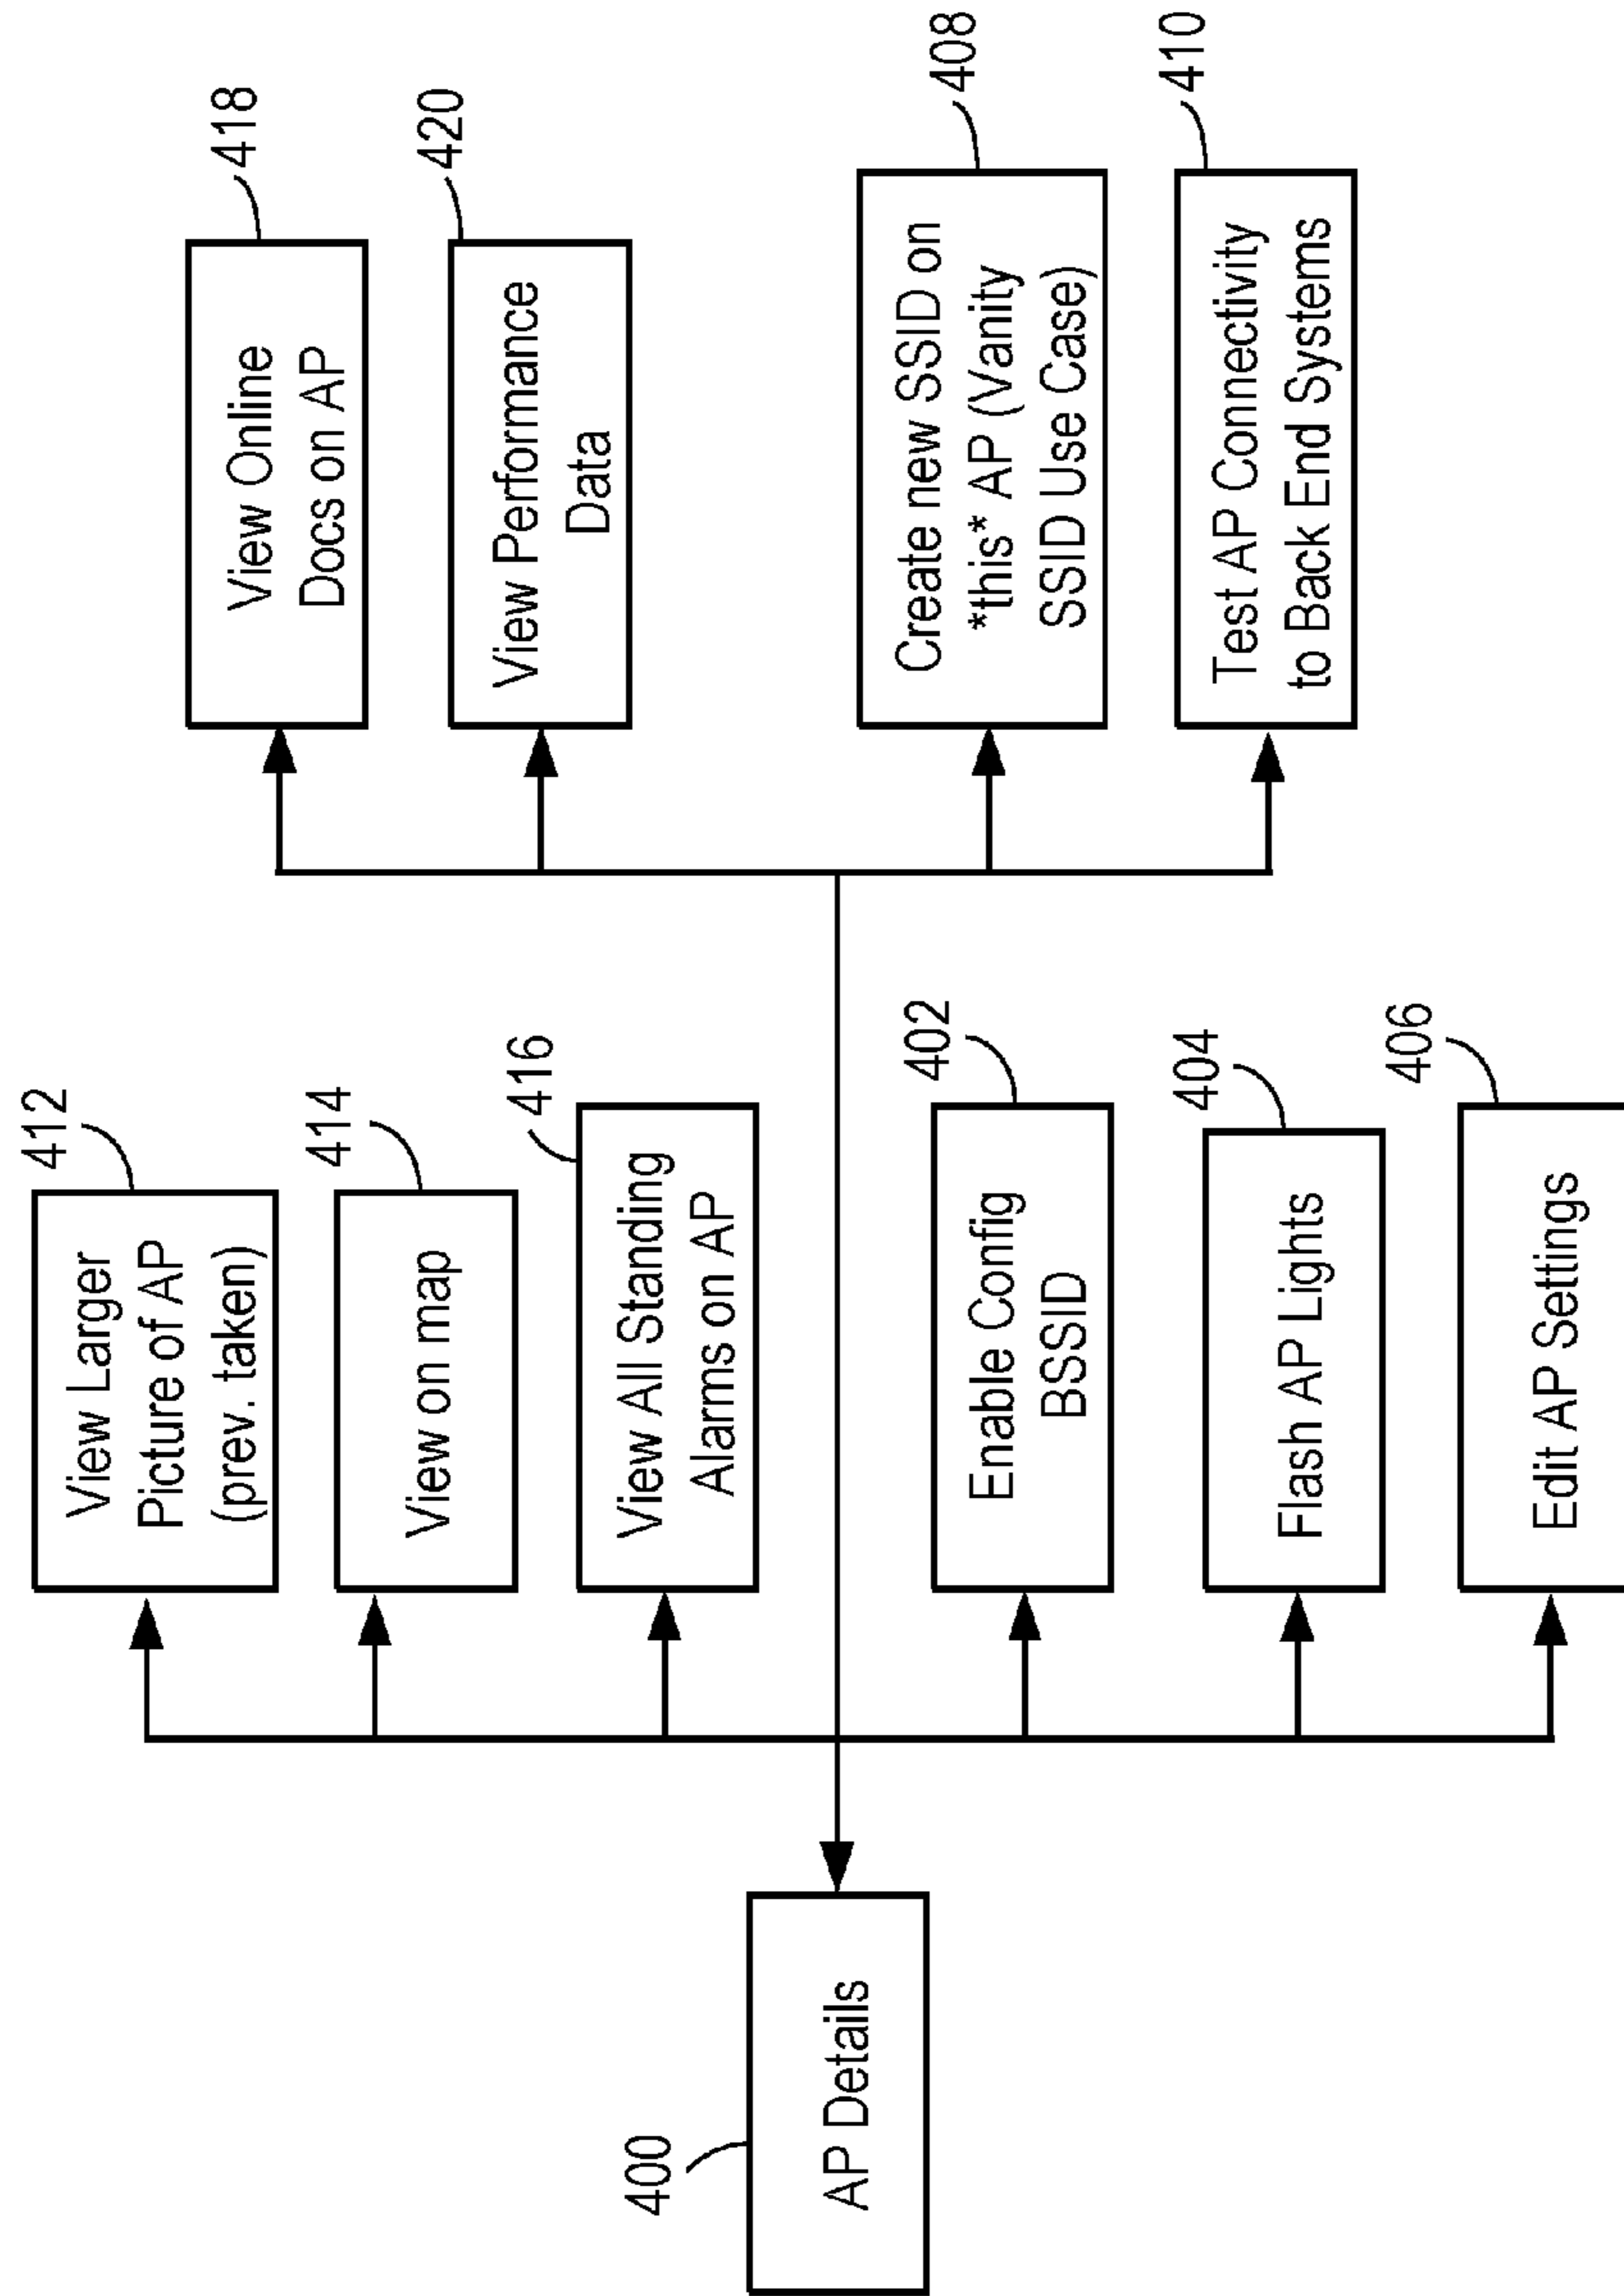 400
AP Details
412
View Larger
Picture of AP
(prev. taken)
414
View on map
416
View All Standing
Alarms on AP
402
Enable Config
BSSID
404
Flash AP Lights
406
Edit AP Settings
418
View Online
Docs on AP
420
View Performance
Data
408
Create new SSID on
*this* AP (Vanity
SSID Use Case)
410
Test AP Connectivity
to Back End Systems